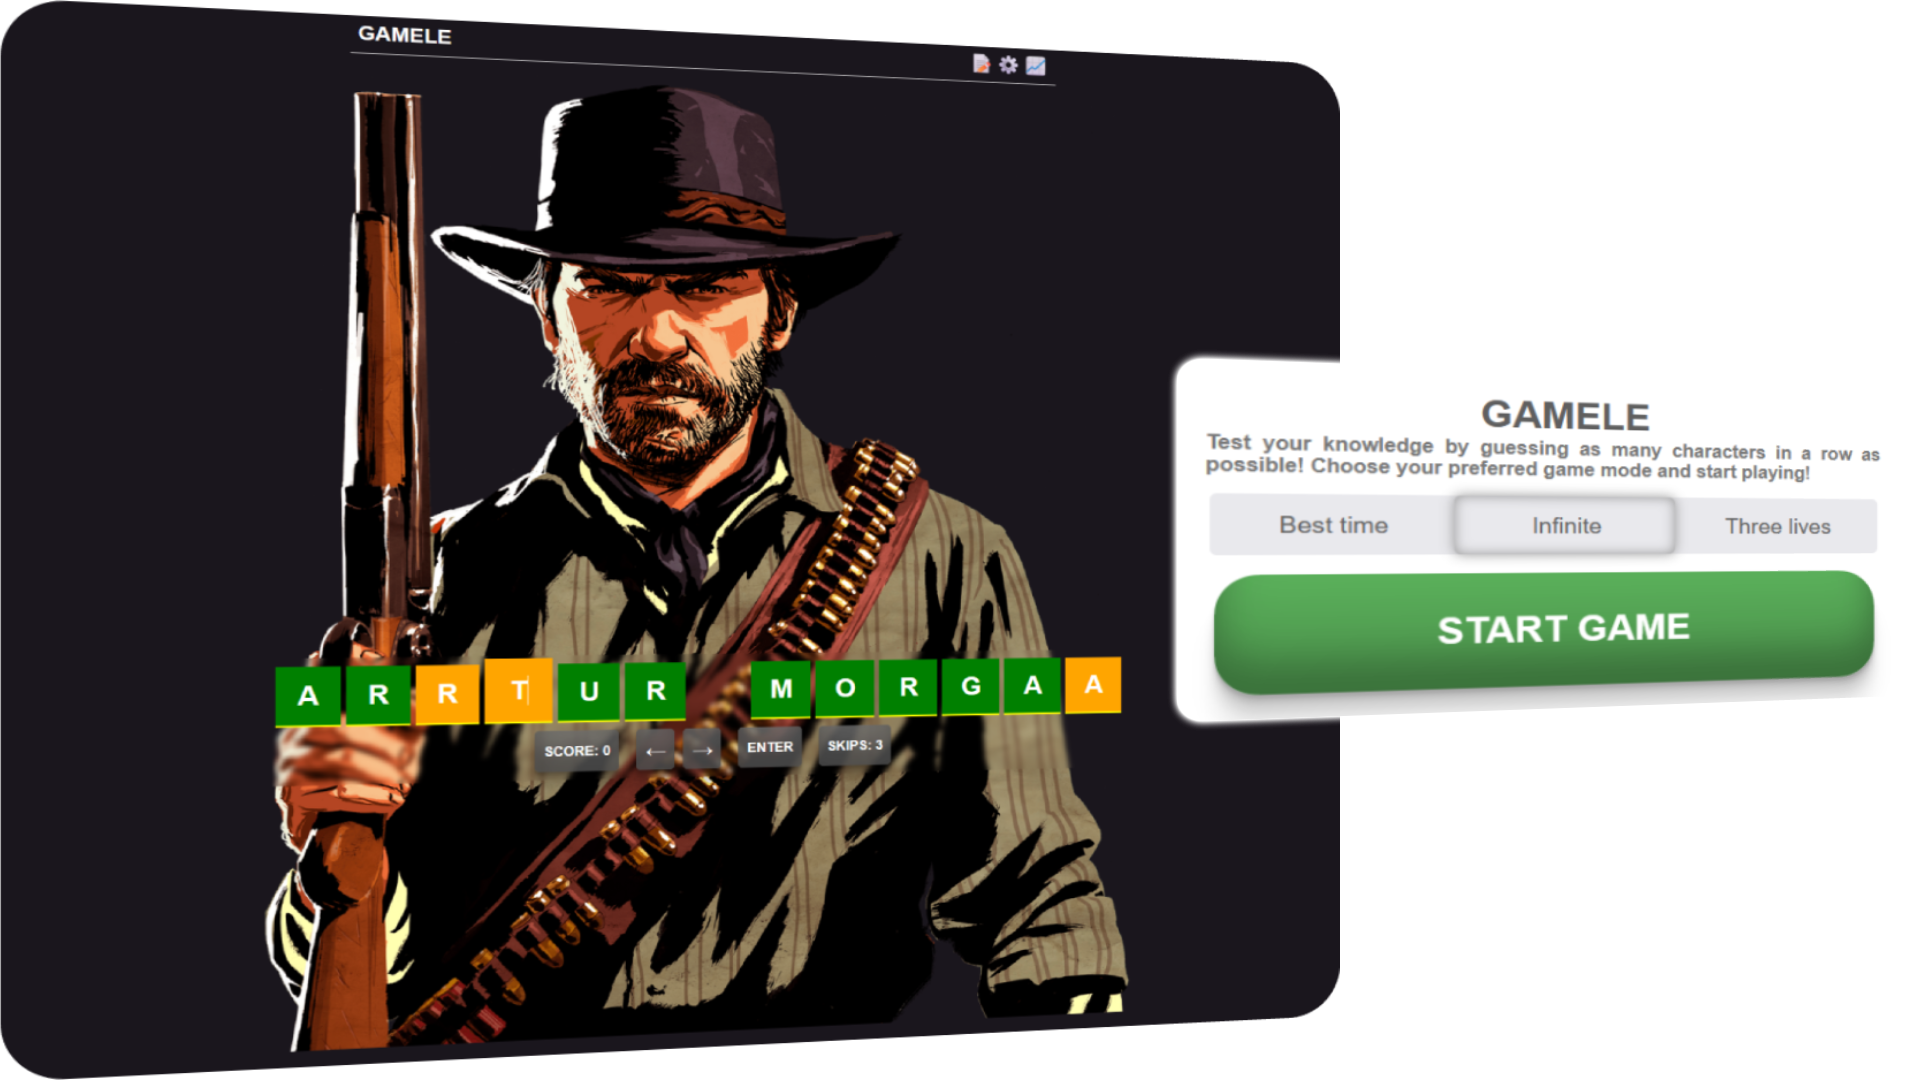 GAMELE
A R R T U R M O R G A A
SCORE: 0 ← → ENTER SKIPS: 3
GAMELE
Test your knowledge by guessing as many characters in a row as
possible! Choose your preferred game mode and start playing!
Best time Infinite Three lives
START GAME